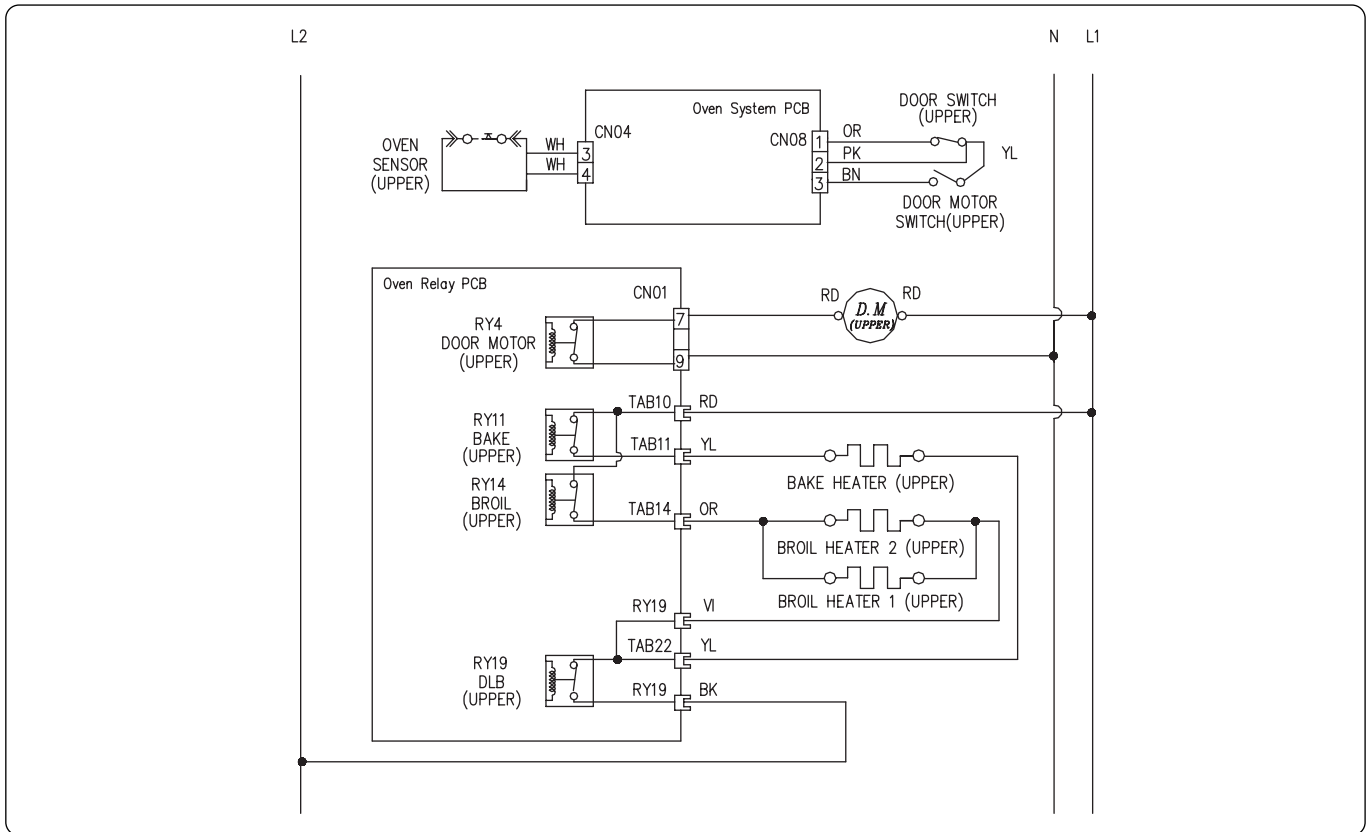 L2
N L1
Oven System PCB
DOOR SWITCH
(UPPER)
OVEN
SENSOR
(UPPER)
WH
WH
CN04
3
4
CN08
1
2
3
OR
PK
BN
YL
DOOR MOTOR
SWITCH(UPPER)
Oven Relay PCB
CN01
RY4
DOOR MOTOR
(UPPER)
7
9
RD
D.M
(UPPER)
RD
RY11
BAKE
(UPPER)
TAB10
RD
TAB11
YL
BAKE HEATER (UPPER)
RY14
BROIL
(UPPER)
TAB14
OR
BROIL HEATER 2 (UPPER)
BROIL HEATER 1 (UPPER)
RY19
VI
TAB22
YL
RY19
DLB
(UPPER)
RY19
BK